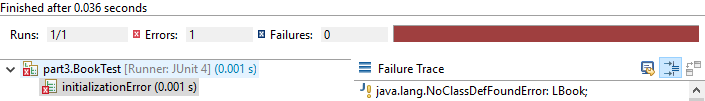 Finished after 0.036 seconds
Runs: 1/1 Errors: 1 Failures: 0
part3.BookTest [Runner: JUnit 4] (0.001 s)
initializationError (0.001 s)
Failure Trace
java.lang.NoClassDefFoundError: LBook;